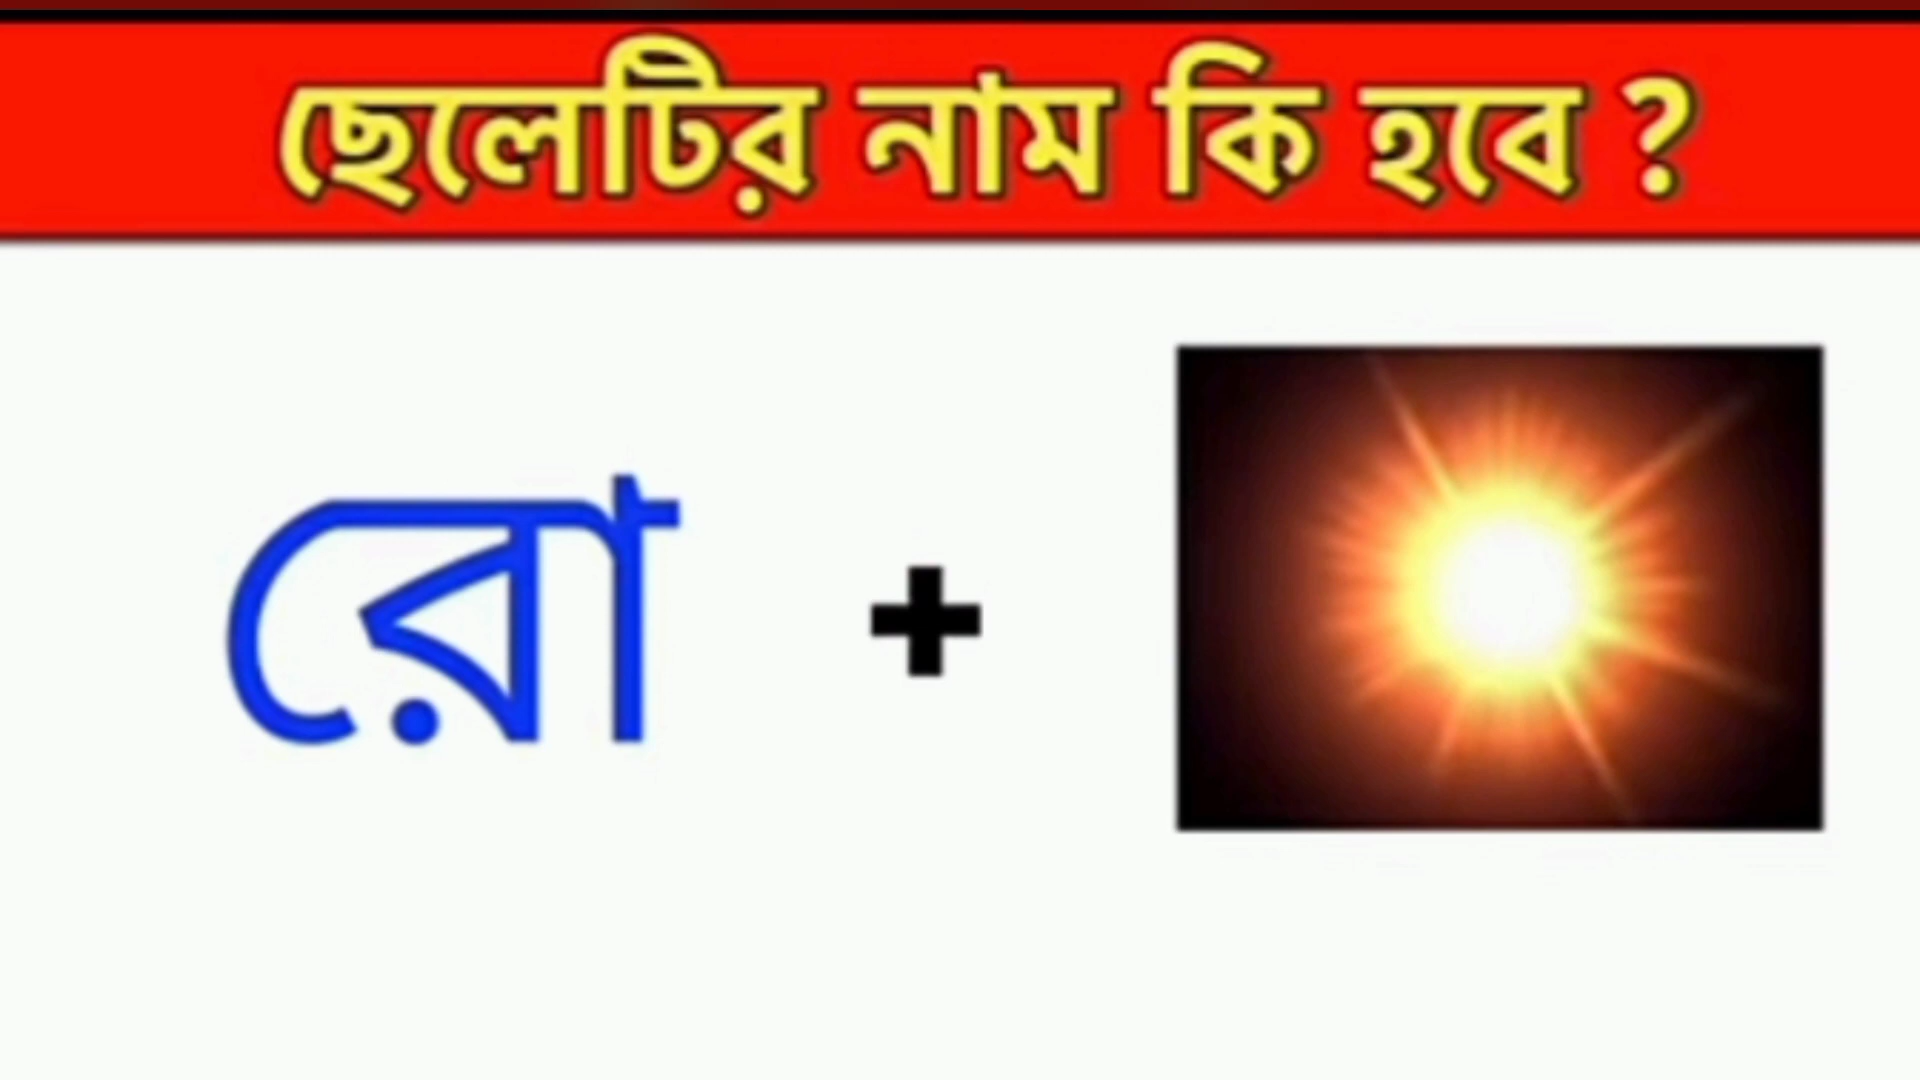 ছেলেটির নাম কি হবে ?
রো +